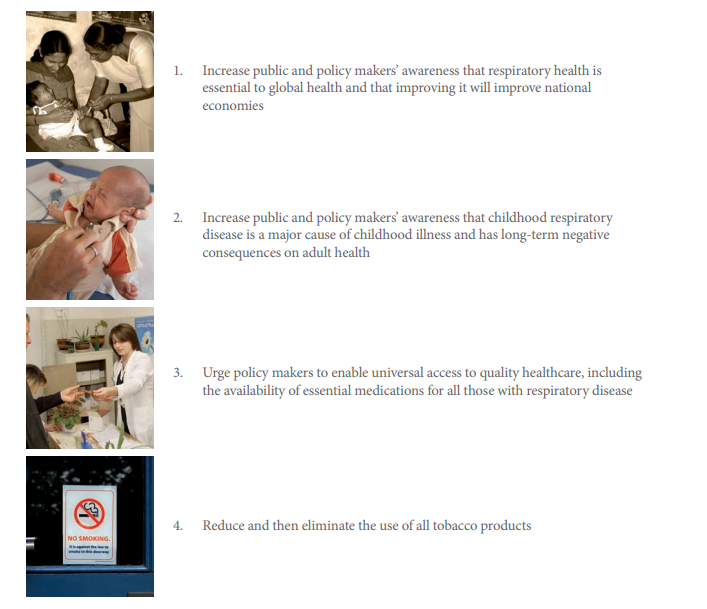 1. Increase public and policy makers’ awareness that respiratory health is
essential to global health and that improving it will improve national
economies
2. Increase public and policy makers’ awareness that childhood respiratory
disease is a major cause of childhood illness and has long-term negative
consequences on adult health
3. Urge policy makers to enable universal access to quality healthcare, including
the availability of essential medications for all those with respiratory disease
4. Reduce and then eliminate the use of all tobacco products
NO SMOKING.
It is against the law to
smoke in this doorway